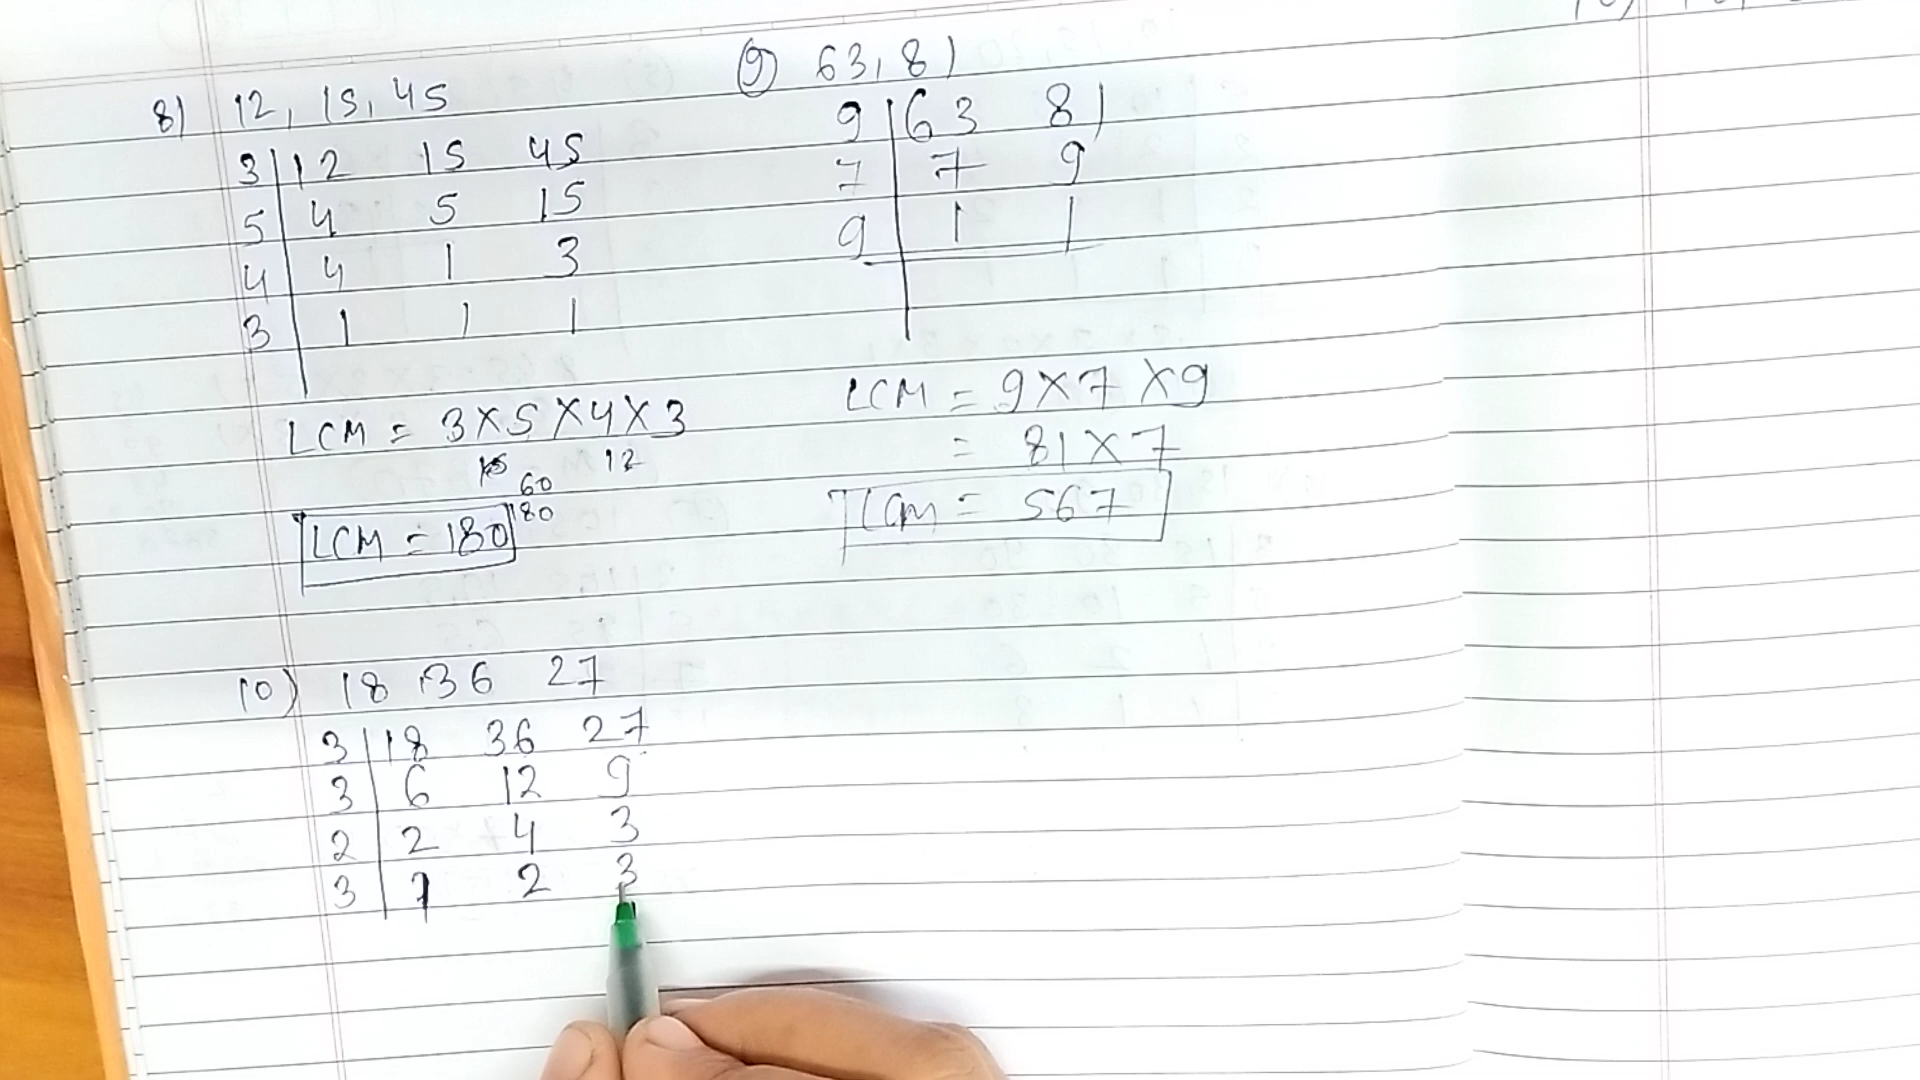 8) 12, 15, 45
3 12 15 45
5 4 5 15
4 4 1 3
3 1 1 1
LCM = 3×5×4×3
15 12
60
180
LCM = 180
9) 63, 81
9 63 81
7 7 9
9 1 1
LCM = 9×7×9
= 81×7
LCM = 567
10) 18, 36 27
3 18 36 27
3 6 12 9
2 2 4 3
3 1 2 3